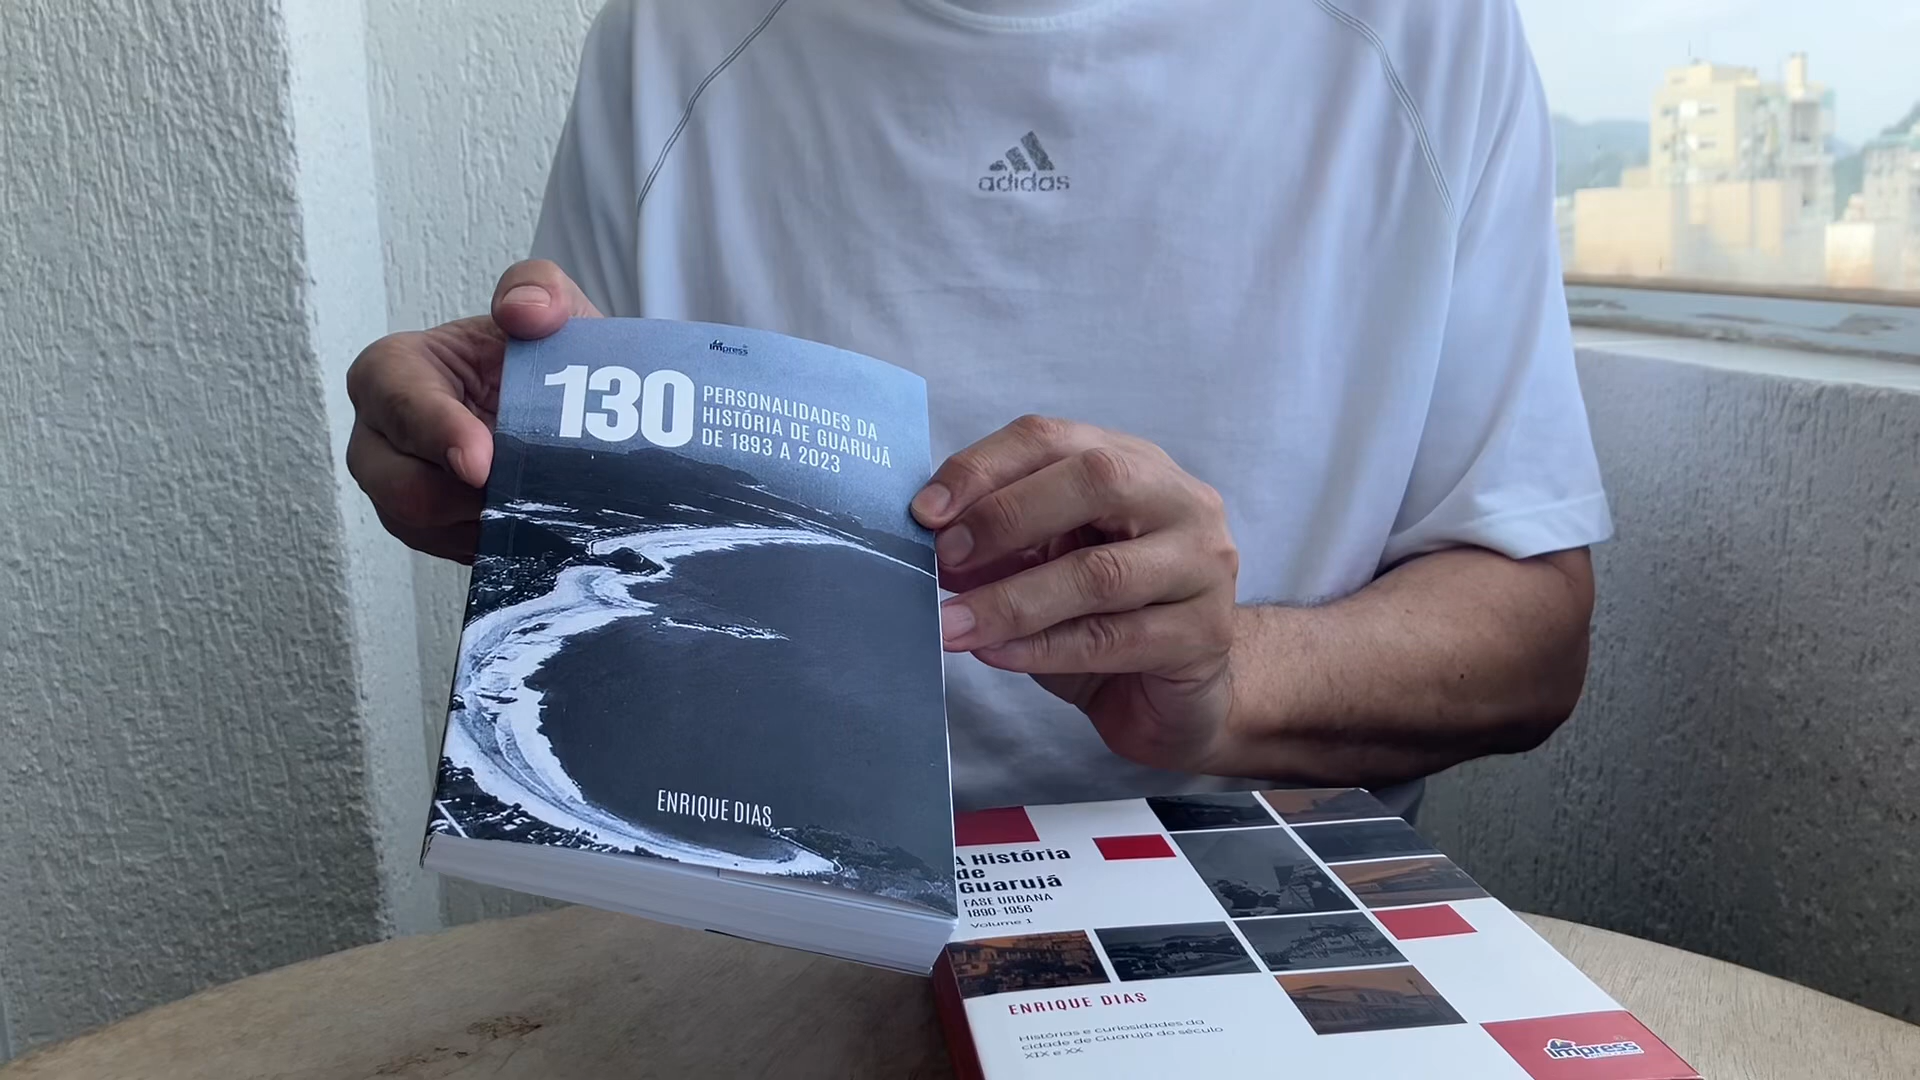 adidas
Impress
130
PERSONALIDADES DA
HISTÓRIA DE GUARUJÁ
DE 1893 A 2023
ENRIQUE DIAS
A História
de
Guarujá
FASE URBANA
1890-1956
Volume 1
ENRIQUE DIAS
Histórias e curiosidades da
cidade de Guarujá do século
XIX e XX
Impress